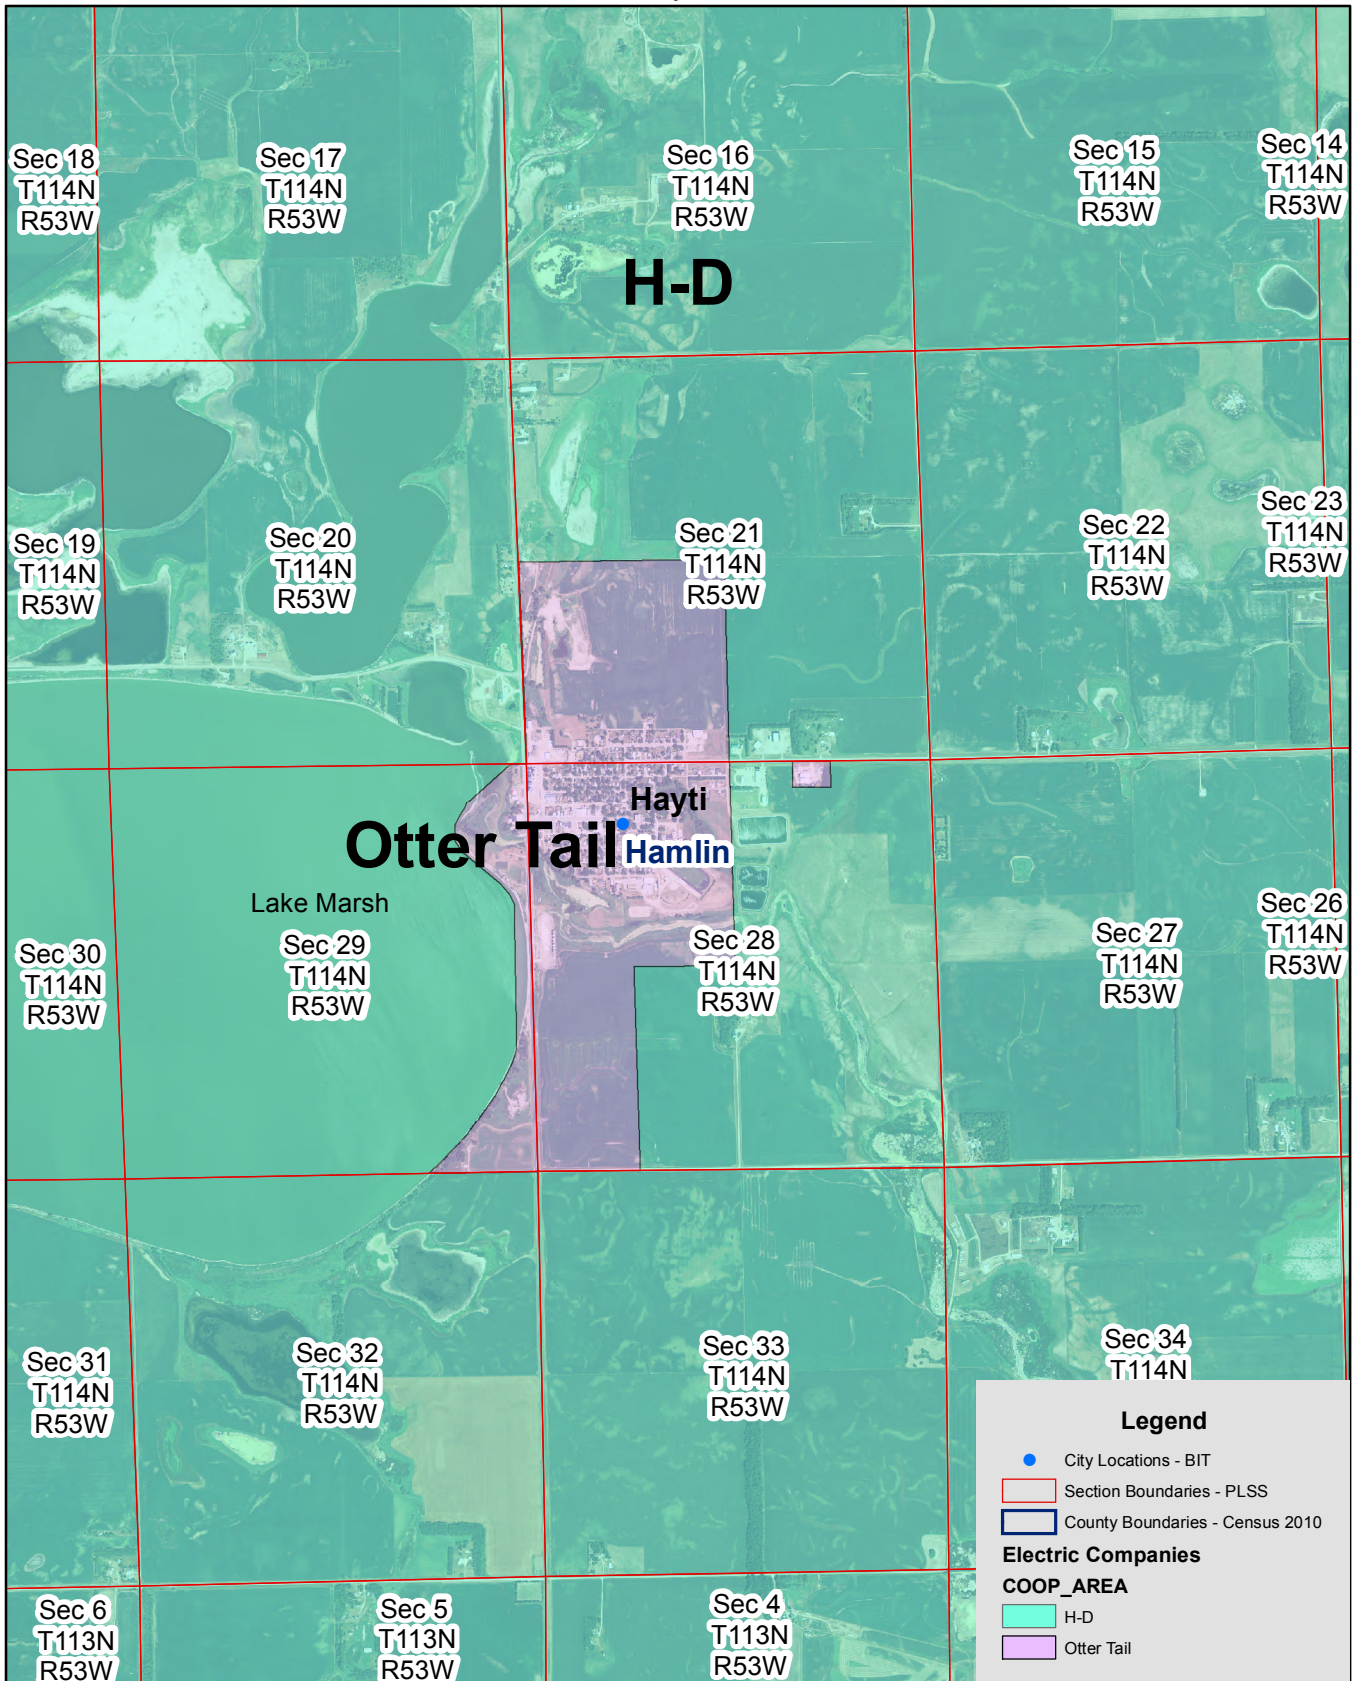 Sec 18
T114N
R53W
Sec 17
T114N
R53W
Sec 16
T114N
R53W
Sec 15
T114N
R53W
Sec 14
T114N
R53W
H-D
Sec 19
T114N
R53W
Sec 20
T114N
R53W
Sec 21
T114N
R53W
Sec 22
T114N
R53W
Sec 23
T114N
R53W
Hayti
Otter Tail
Hamlin
Lake Marsh
Sec 30
T114N
R53W
Sec 29
T114N
R53W
Sec 28
T114N
R53W
Sec 27
T114N
R53W
Sec 26
T114N
R53W
Sec 31
T114N
R53W
Sec 32
T114N
R53W
Sec 33
T114N
R53W
Sec 34
T114N
Sec 6
T113N
R53W
Sec 5
T113N
R53W
Sec 4
T113N
R53W
Legend
City Locations - BIT
Section Boundaries - PLSS
County Boundaries - Census 2010
Electric Companies
COOP_AREA
H-D
Otter Tail